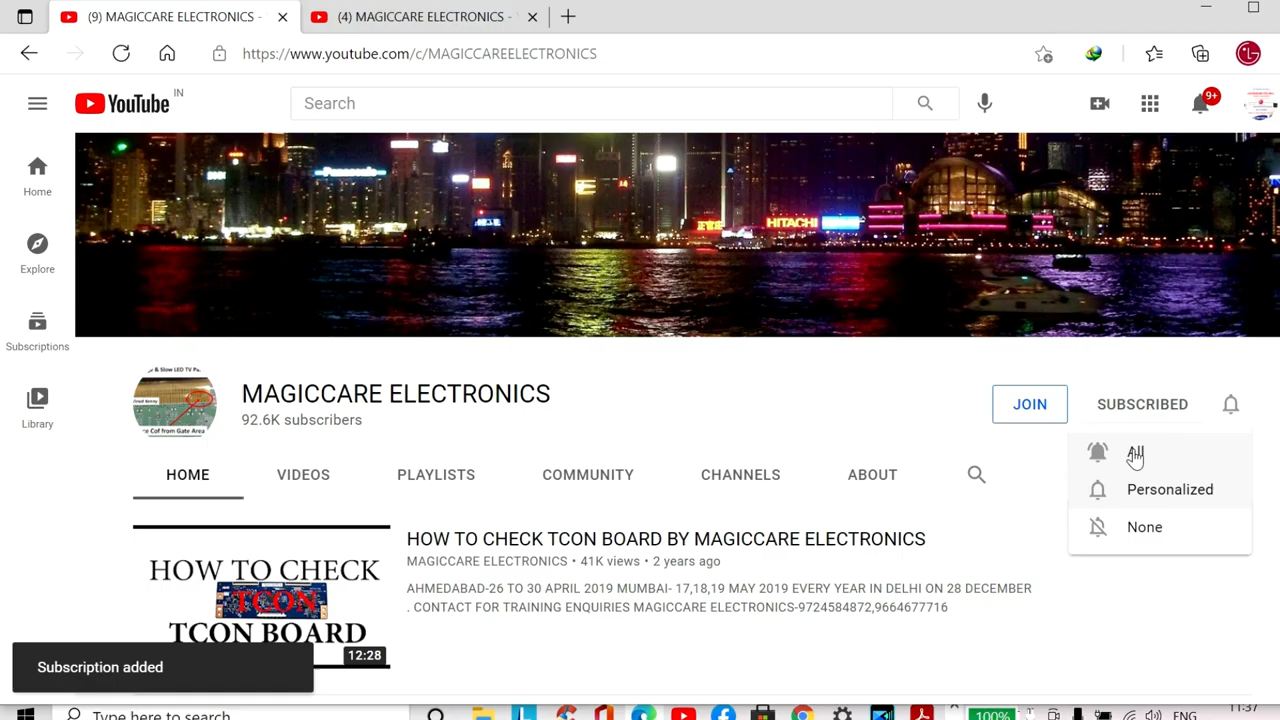 (9) MAGICCARE ELECTRONICS -
(4) MAGICCARE ELECTRONICS -
https://www.youtube.com/c/MAGICCAREELECTRONICS
YouTube IN
Search
9+
Home
Explore
Subscriptions
Library
Panasonic
HITACHI
MAGICCARE ELECTRONICS
92.6K subscribers
JOIN
SUBSCRIBED
All
Personalized
None
HOME VIDEOS PLAYLISTS COMMUNITY CHANNELS ABOUT
HOW TO CHECK
TCON
TCON BOARD
12:28
HOW TO CHECK TCON BOARD BY MAGICCARE ELECTRONICS
MAGICCARE ELECTRONICS • 41K views • 2 years ago
AHMEDABAD-26 TO 30 APRIL 2019 MUMBAI- 17,18,19 MAY 2019 EVERY YEAR IN DELHI ON 28 DECEMBER
. CONTACT FOR TRAINING ENQUIRIES MAGICCARE ELECTRONICS-9724584872,9664677716
Subscription added
Type here to search
100%
ENG
11:37